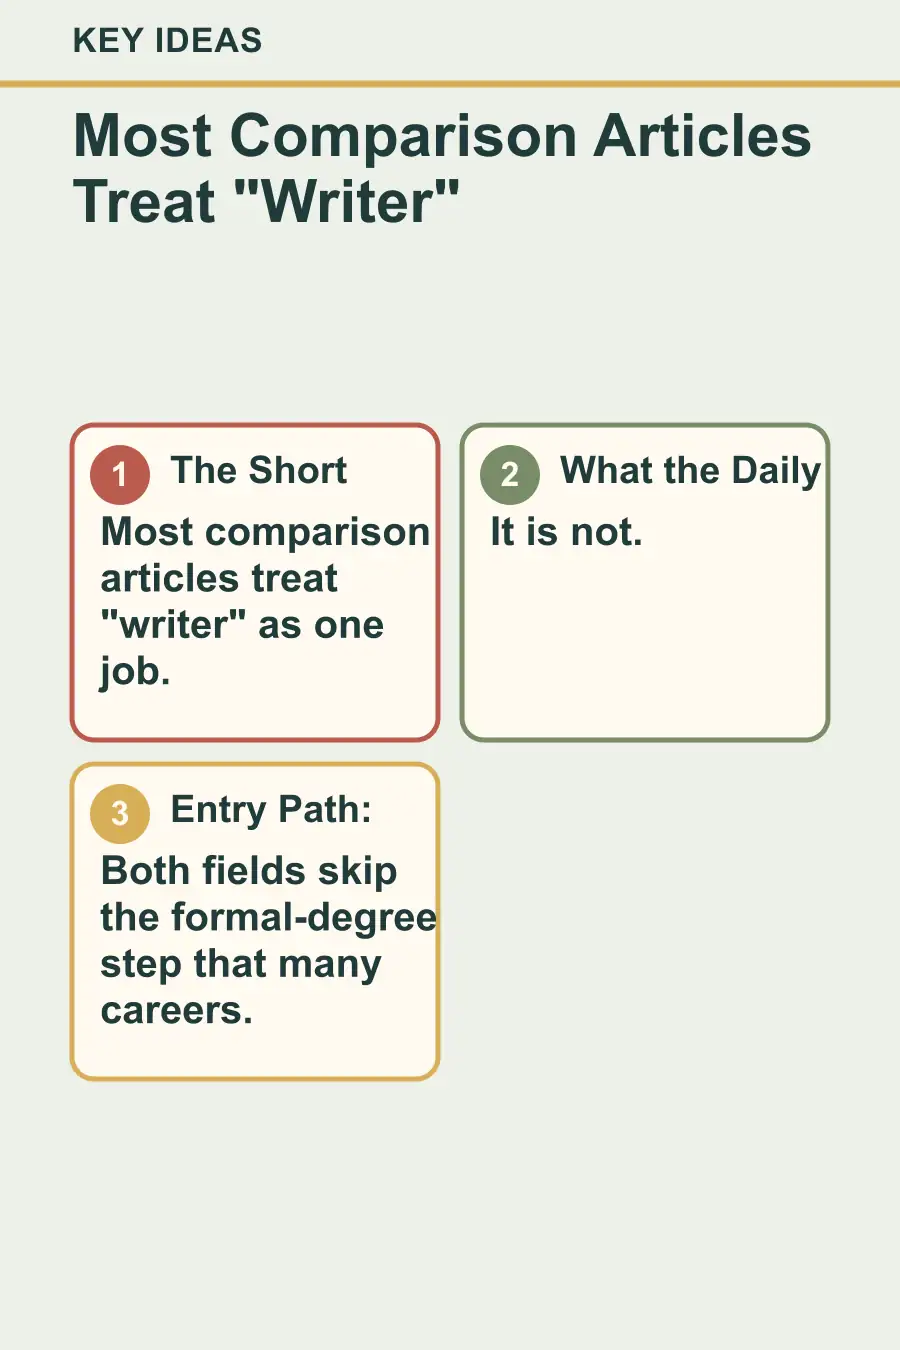 KEY IDEAS
Most Comparison Articles
Treat "Writer"
1 The Short
Most comparison
articles treat
"writer" as one
job.
2 What the Daily
It is not.
3 Entry Path:
Both fields skip
the formal-degree
step that many
careers.